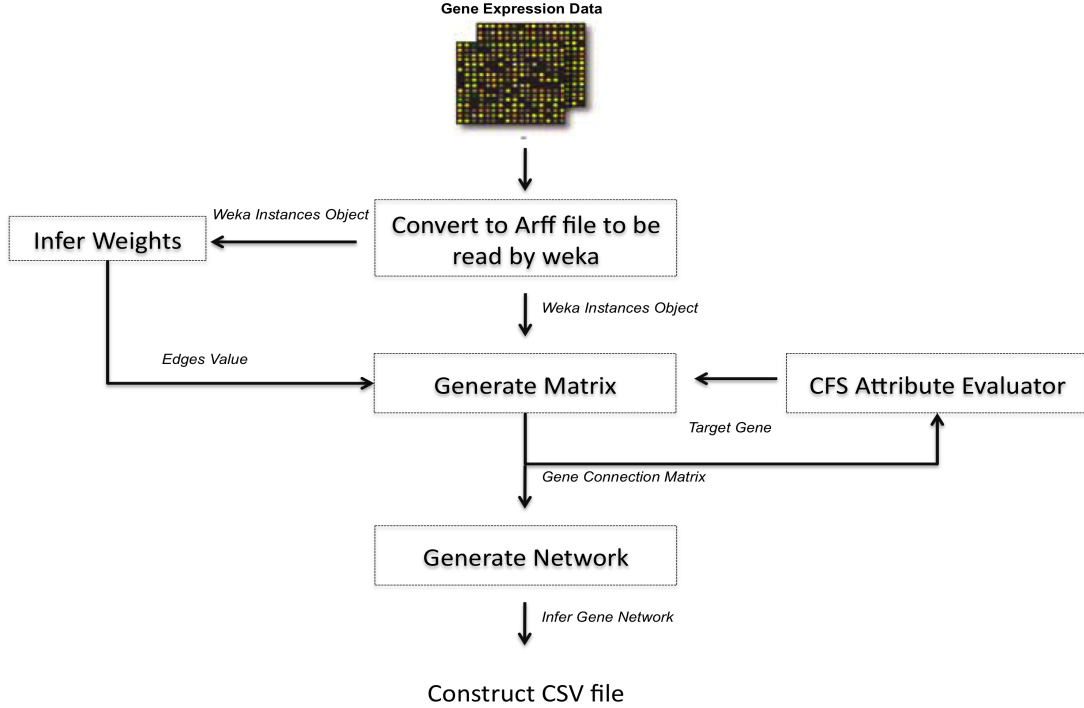 Gene Expression Data
Weka Instances Object
Convert to Arff file to be
read by weka
Infer Weights
Weka Instances Object
Edges Value
Generate Matrix
CFS Attribute Evaluator
Target Gene
Gene Connection Matrix
Generate Network
Infer Gene Network
Construct CSV file